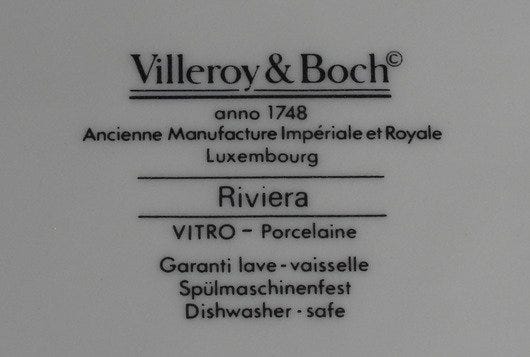 Villeroy & Boch©
anno 1748
Ancienne Manufacture Impériale et Royale
Luxembourg
Riviera
VITRO – Porcelaine
Garanti lave - vaisselle
Spülmaschinenfest
Dishwasher - safe